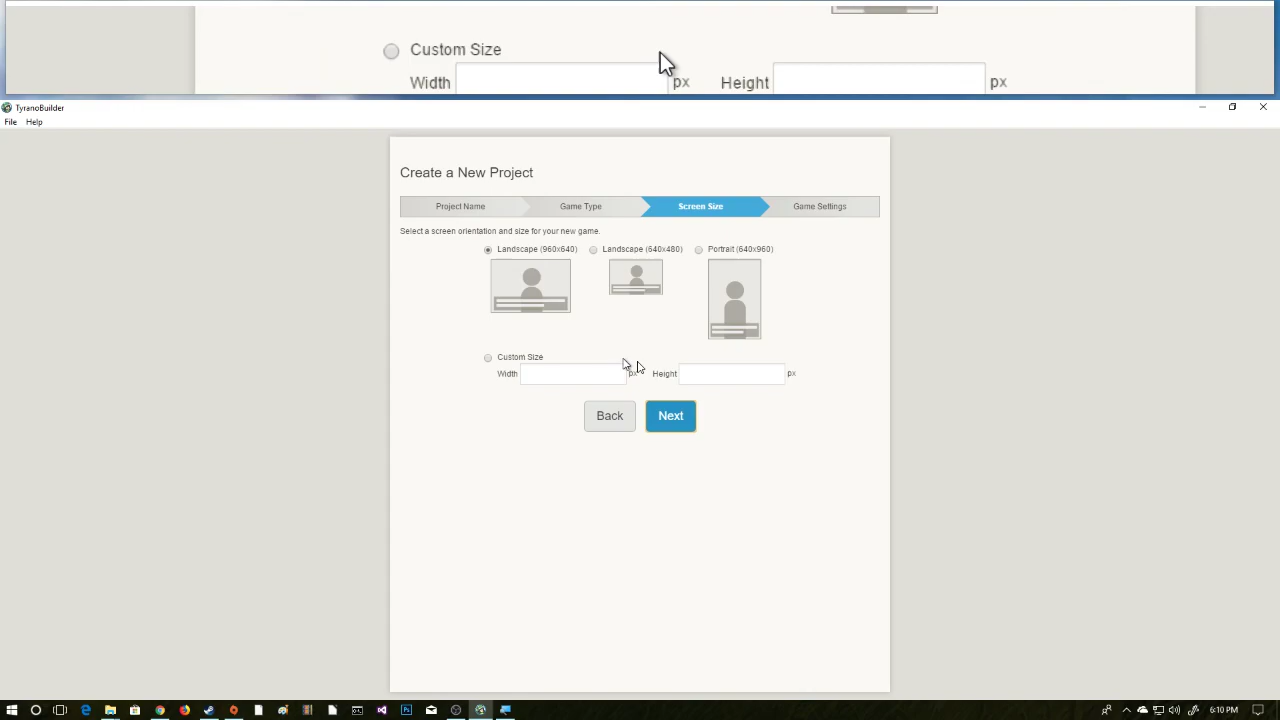 Custom Size
Width px Height px
TyranoBuilder
File Help
Create a New Project
Project Name Game Type Screen Size Game Settings
Select a screen orientation and size for your new game.
Landscape (960x640) Landscape (640x480) Portrait (640x960)
Custom Size
Width px Height px
Back Next
6:10 PM